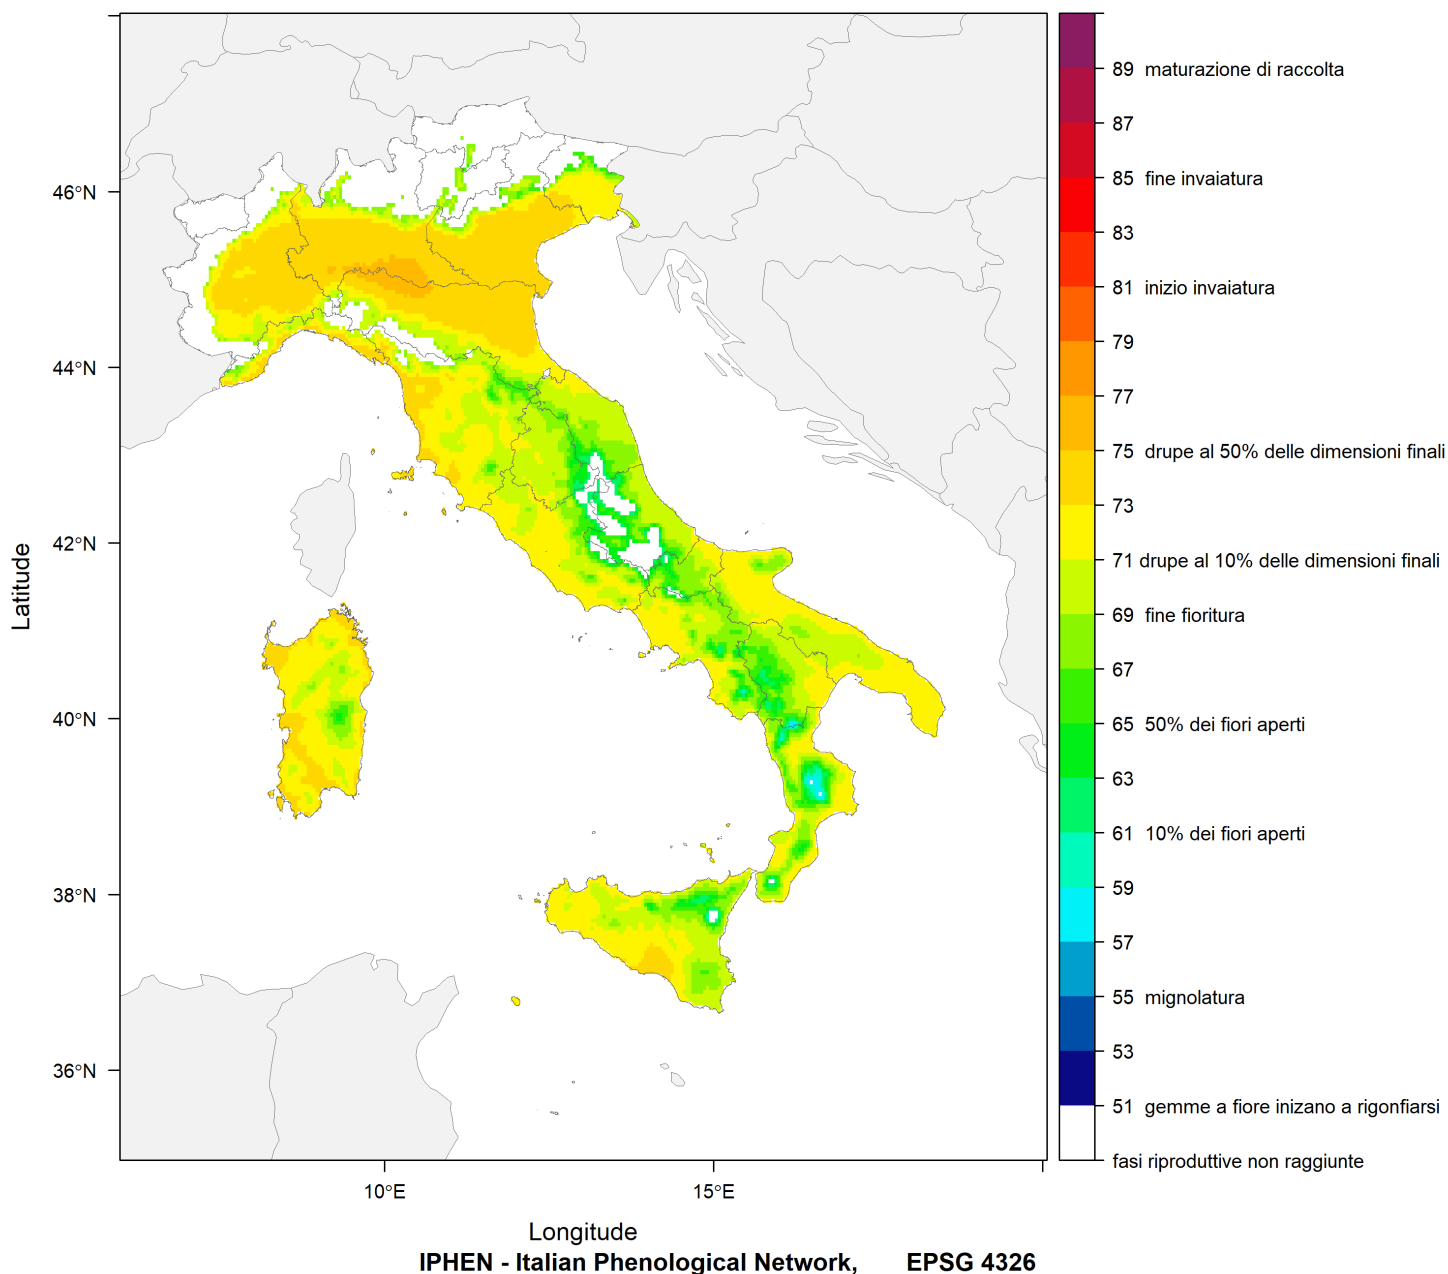 89 maturazione di raccolta
87
85 fine invaiatura
83
81 inizio invaiatura
79
77
75 drupe al 50% delle dimensioni finali
73
71 drupe al 10% delle dimensioni finali
69 fine fioritura
67
65 50% dei fiori aperti
63
61 10% dei fiori aperti
59
57
55 mignolatura
53
51 gemme a fiore inizano a rigonfiarsi
fasi riproduttive non raggiunte
46°N
44°N
42°N
40°N
38°N
36°N
Latitude
10°E 15°E
Longitude
IPHEN - Italian Phenological Network, EPSG 4326